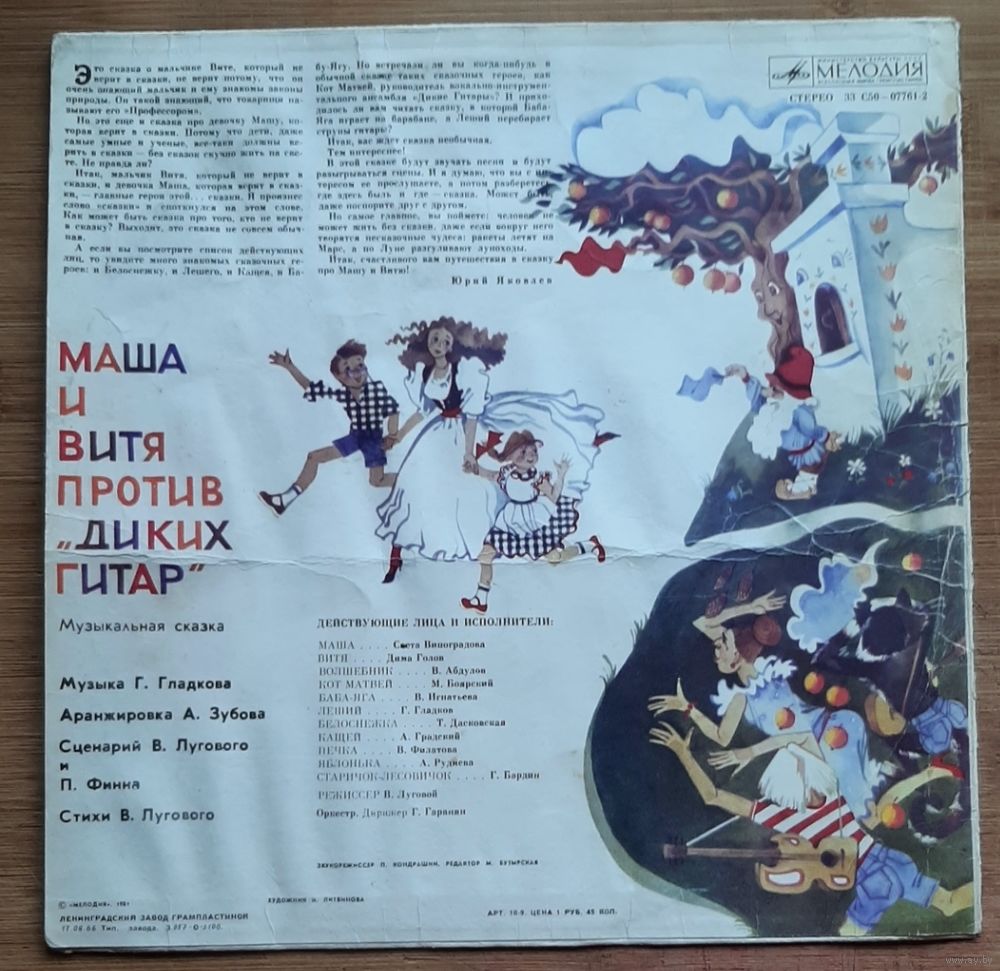 Это сказка о мальчике Вите, который не
верит в сказки, не верит потому, что он
очень знающий мальчик и ему знакомы законы
природы. Он такой знающий, что товарищи на-
зывают его «Профессором».
Но это еще и сказка про девочку Машу, ко-
торая верит в сказки. Потому что дети, даже
самые умные и ученые, все-таки должны ве-
рить в сказки — без сказок скучно жить на све-
те. Не правда ли?
Итак, мальчик Витя, который не верит в
сказки, и девочка Маша, которая верит в сказ-
ки, — главные герои этой... сказки. Я произнес
слово «сказки» и споткнулся на этом слове.
Как может быть сказка про того, кто не верит
в сказку? Выходит, это сказка не совсем обыч-
ная.
А если вы посмотрите список действующих
лиц, то увидите много знакомых сказочных ге-
роев: и Белоснежку, и Лешего, и Кащея, и Ба-
бу-Ягу. Но встречали ли вы когда-нибудь в
обычной сказке таких сказочных героев, как
Кот Матвей, руководитель вокально-инструмен-
тального ансамбля «Дикие Гитары»? И прихо-
дилось ли вам читать сказку, в которой Баба-
Яга играет на барабане, а Леший перебирает
струны гитары?
Итак, вас ждет сказка необычная.
Тем интереснее!
В этой сказке будут звучать песни и будут
разыгрываться сцены. И я думаю, что вы с ин-
тересом ее прослушаете, а потом разберетесь,
где здесь быль и где — сказка. Может быть,
даже поспорите друг с другом.
Но самое главное, вы поймете: человек не
может жить без сказки, даже если вокруг него
творятся несказочные чудеса: ракеты летят на
Марс, а по Луне разгуливают луноходы.
Итак, счастливого вам путешествия в сказку
про Машу и Витю!
Юрий Яковлев
МЕЛОДИЯ
СТЕРЕО 33 С50—07761-2
МАША
И
ВИТЯ
ПРОТИВ
„ДИКИХ
ГИТАР"
Музыкальная сказка
Музыка Г. Гладкова
Аранжировка А. Зубова
Сценарий В. Лугового
и
П. Финна
Стихи В. Лугового
ДЕЙСТВУЮЩИЕ ЛИЦА И ИСПОЛНИТЕЛИ:
МАША .... Света Виноградова
ВИТЯ .... Дима Голов
ВОЛШЕБНИК .... В. Абдулов
КОТ МАТВЕЙ .... М. Боярский
БАБА-ЯГА .... В. Игнатьева
ЛЕШИЙ .... Г. Гладков
БЕЛОСНЕЖКА .... Т. Дасковская
КАЩЕЙ .... А. Градский
ПЕЧКА .... В. Филатова
ЯБЛОНЬКА .... А. Рудиева
СТАРИЧОК-ЛЕСОВИЧОК .... Г. Бардин
РЕЖИССЕР В. Луговой
Оркестр. Дирижер Г. Гаранян
ЗВУКОРЕЖИССЕР П. КОНДРАШИН. РЕДАКТОР М. БУТЫРСКАЯ
© «МЕЛОДИЯ»,
ХУДОЖНИК И. ЛИТВИНОВА
ЛЕНИНГРАДСКИЙ ЗАВОД ГРАМПЛАСТИНОК
АРТ. 10-9. ЦЕНА 1 РУБ. 45 КОП.
Тип. завода.
www.ay.by